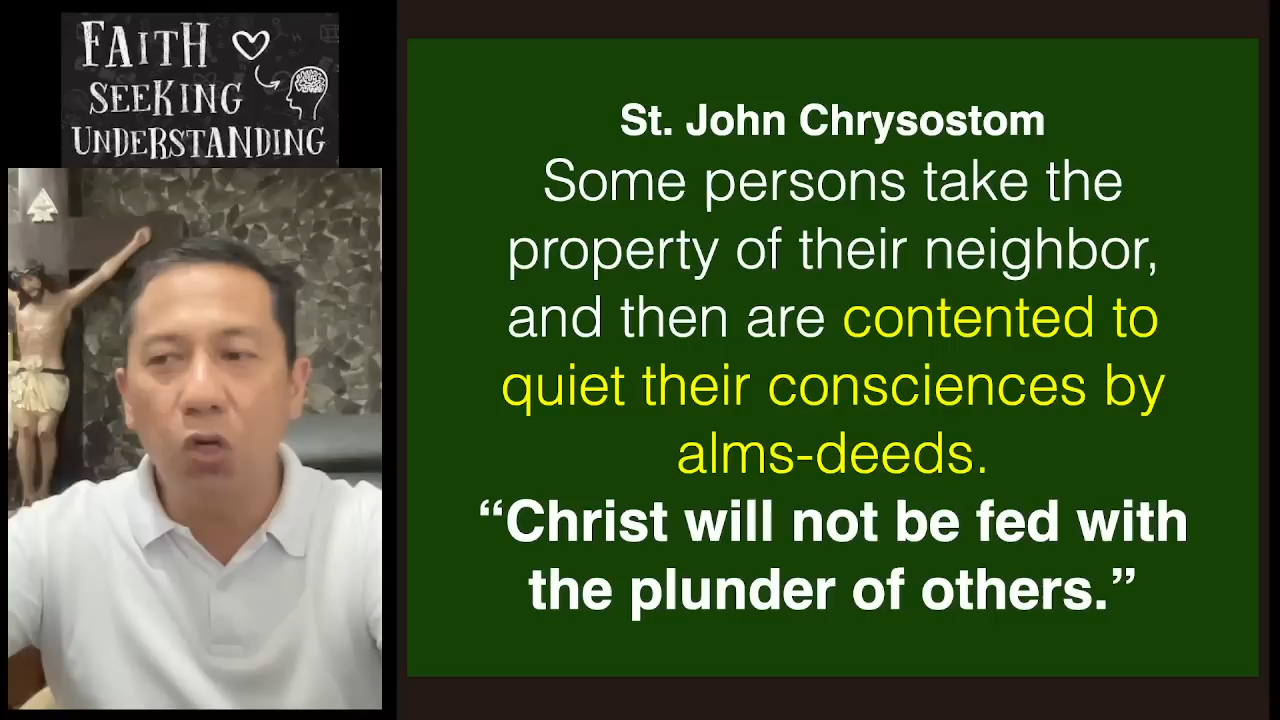 FAITH
SEEKING
UNDERSTANDING
St. John Chrysostom
Some persons take the
property of their neighbor,
and then are contented to
quiet their consciences by
alms-deeds.
“Christ will not be fed with
the plunder of others.”